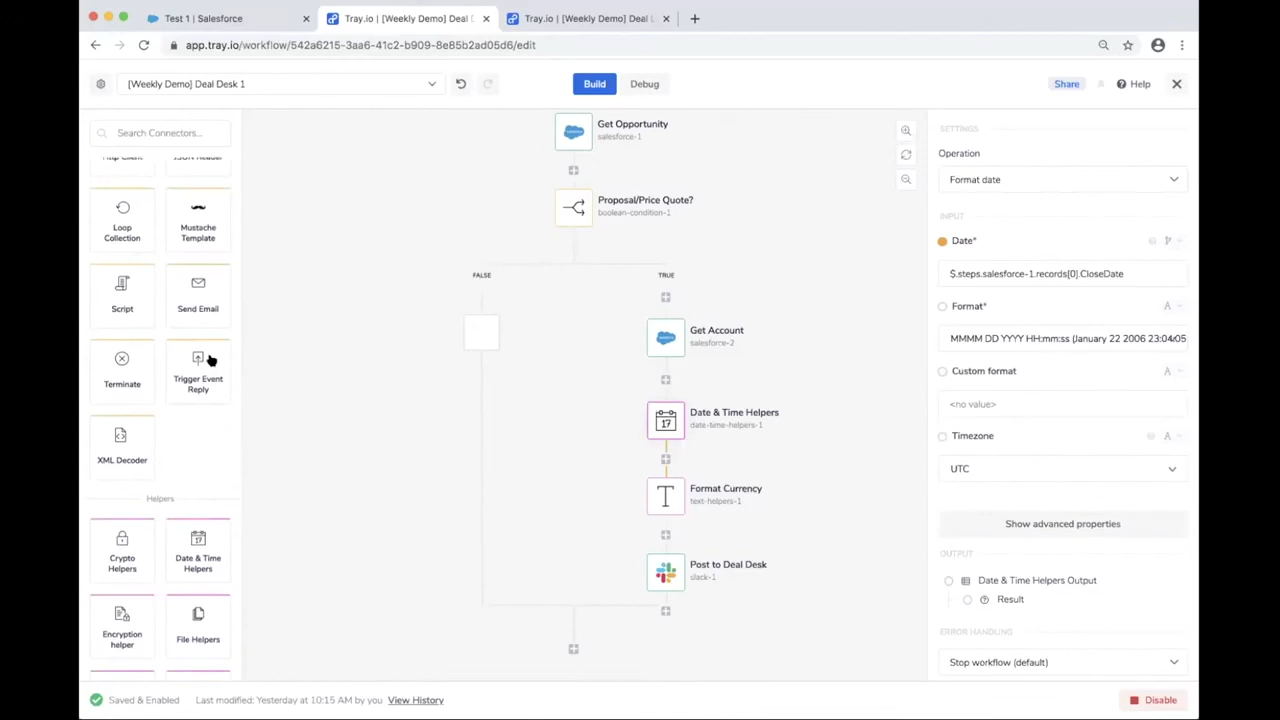 Test 1 | Salesforce
Tray.io | [Weekly Demo] Deal D
Tray.io | [Weekly Demo] Deal D
app.tray.io/workflow/542a6215-3aa6-41c2-b909-8e85b2ad05d6/edit
[Weekly Demo] Deal Desk 1
Build
Debug
Share
Help
Search Connectors...
Loop
Collection
Mustache
Template
Script
Send Email
Terminate
Trigger Event
Reply
XML Decoder
Helpers
Crypto
Helpers
Date & Time
Helpers
Encryption
helper
File Helpers
Get Opportunity
salesforce-1
Proposal/Price Quote?
boolean-condition-1
FALSE
TRUE
Get Account
salesforce-2
17
Date & Time Helpers
date-time-helpers-1
Format Currency
text-helpers-1
Post to Deal Desk
slack-1
SETTINGS
Operation
Format date
INPUT
Date*
$.steps.salesforce-1.records[0].CloseDate
Format*
MMMM DD YYYY HH:mm:ss (January 22 2006 23:04:05
Custom format
<no value>
Timezone
UTC
Show advanced properties
OUTPUT
Date & Time Helpers Output
Result
ERROR HANDLING
Stop workflow (default)
Saved & Enabled
Last modified: Yesterday at 10:15 AM by you
View History
Disable